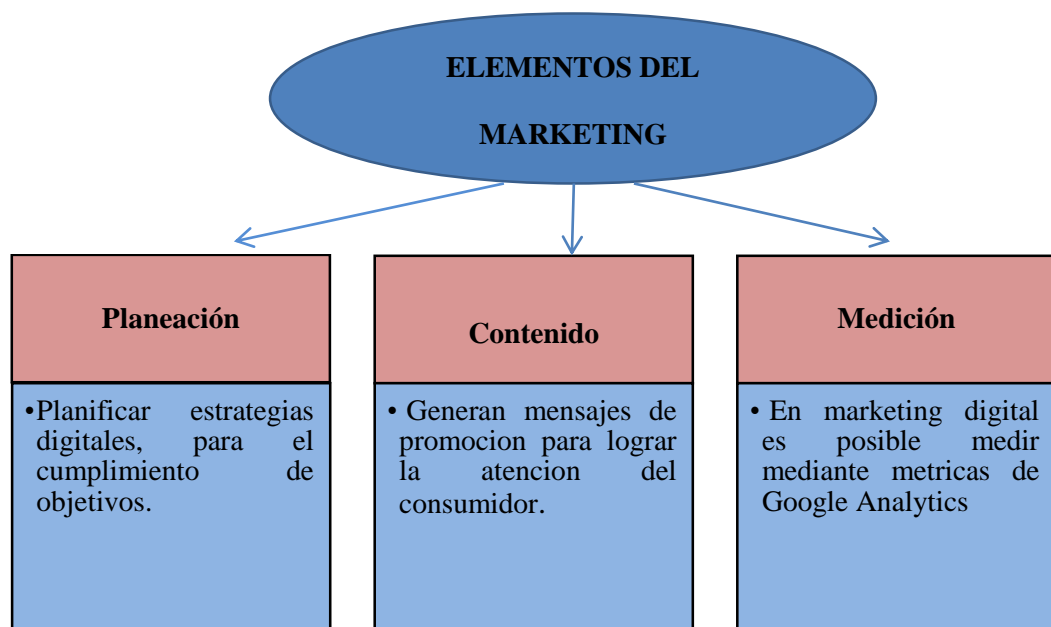 ELEMENTOS DEL
MARKETING
Planeación
•Planificar estrategias
digitales, para el
cumplimiento de
objetivos.
Contenido
• Generan mensajes de
promocion para lograr
la atencion del
consumidor.
Medición
• En marketing digital
es posible medir
mediante metricas de
Google Analytics